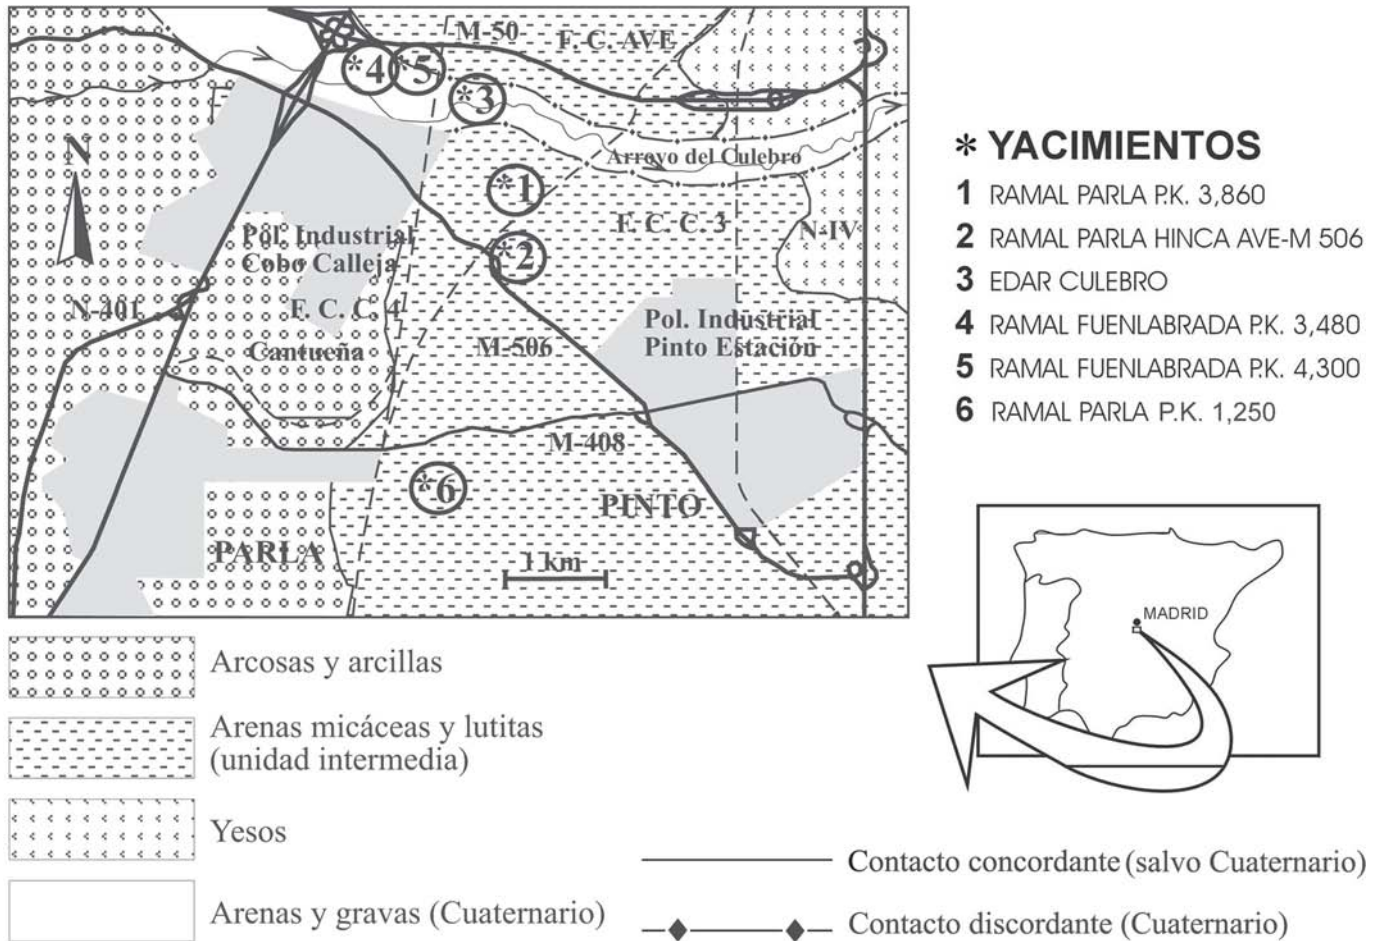 M-50
F. C. AVE
*4
*5
*3
N
Arroyo del Culebro
*1
Pol. Industrial
Cobo Calleja
F. C. C. 3
N-IV
*2
N-401
F. C. C. 4
Cantueña
Pol. Industrial
Pinto Estación
M-506
M-408
*6
PINTO
PARLA
1 km
* YACIMIENTOS
1 RAMAL PARLA P.K. 3,860
2 RAMAL PARLA HINCA AVE-M 506
3 EDAR CULEBRO
4 RAMAL FUENLABRADA P.K. 3,480
5 RAMAL FUENLABRADA P.K. 4,300
6 RAMAL PARLA P.K. 1,250
MADRID
Arcosas y arcillas
Arenas micáceas y lutitas
(unidad intermedia)
Yesos
Arenas y gravas (Cuaternario)
Contacto concordante (salvo Cuaternario)
Contacto discordante (Cuaternario)